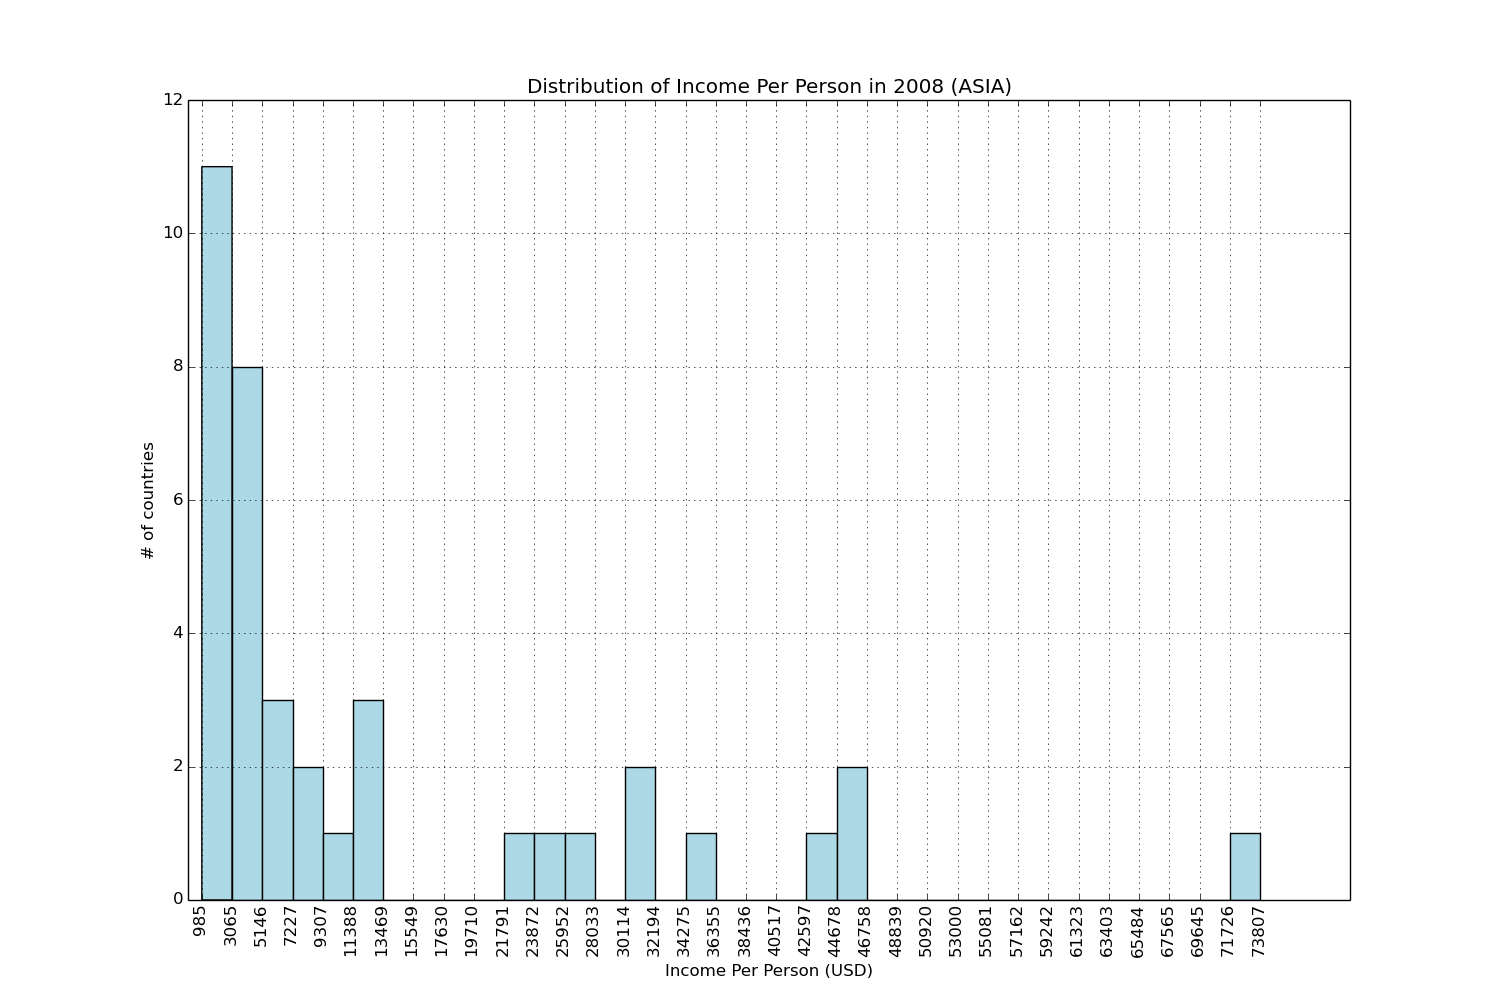 Distribution of Income Per Person in 2008 (ASIA)
12
10
8
6
4
2
0
# of countries
985 3065 5146 7227 9307 11388 13469 15549 17630 19710 21791 23872 25952 28033 30114 32194 34275 36355 38436 40517 42597 44678 46758 48839 50920 53000 55081 57162 59242 61323 63403 65484 67565 69645 71726 73807
Income Per Person (USD)